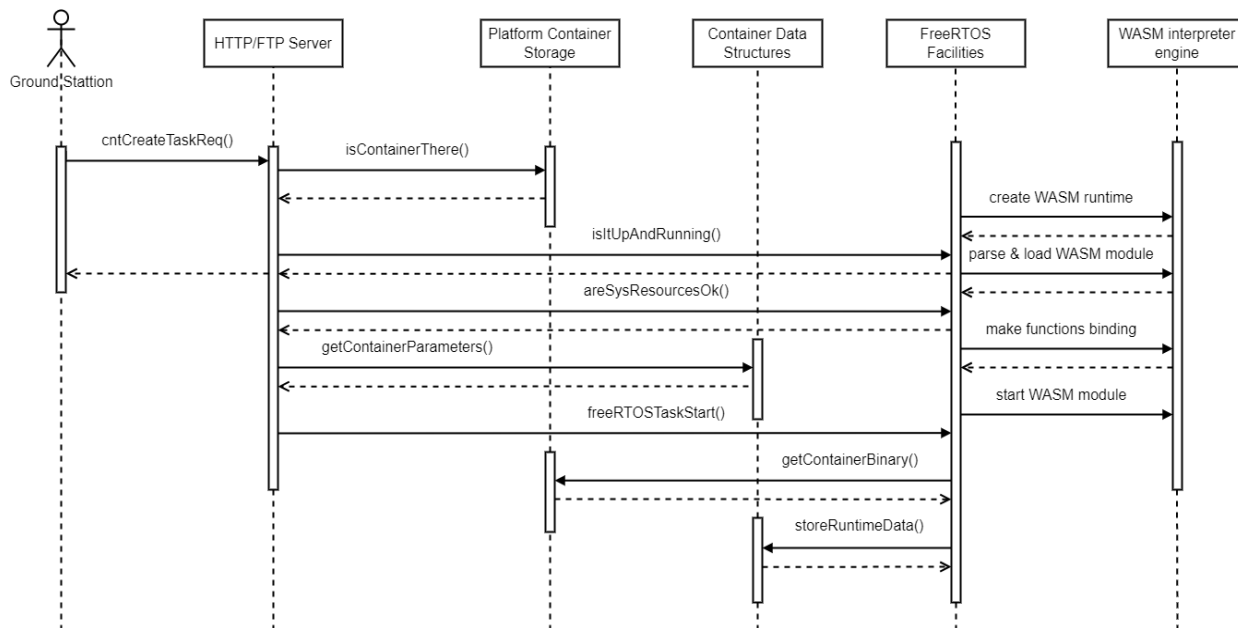 Ground Stattion
HTTP/FTP Server
Platform Container
Storage
Container Data
Structures
FreeRTOS
Facilities
WASM interpreter
engine
cntCreateTaskReq()
isContainerThere()
create WASM runtime
isItUpAndRunning()
parse & load WASM module
areSysResourcesOk()
make functions binding
getContainerParameters()
start WASM module
freeRTOSTaskStart()
getContainerBinary()
storeRuntimeData()